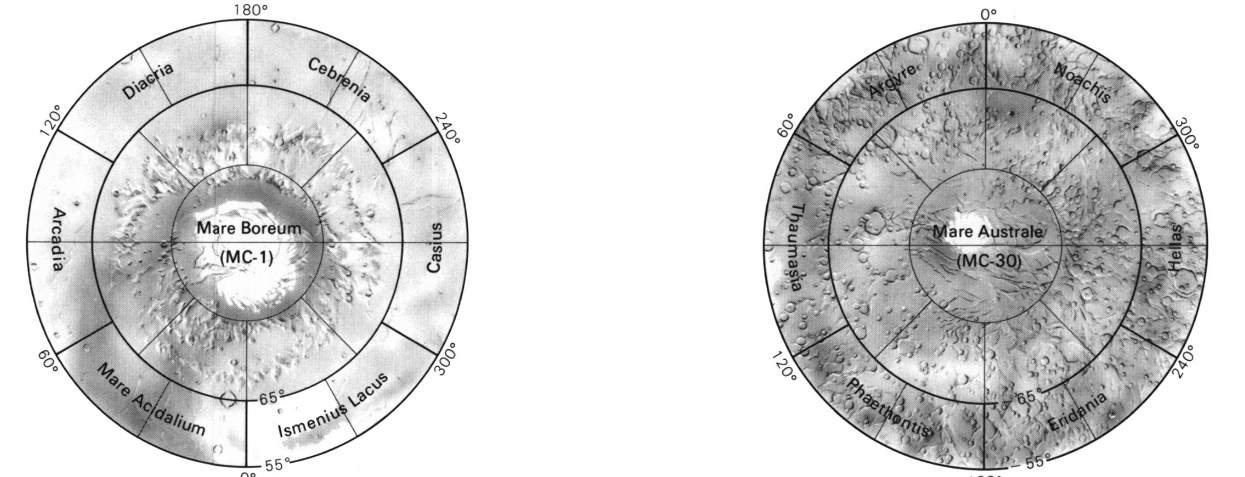 180°
Diacria
Cebrenia
120°
240°
Arcadia
Mare Boreum
(MC-1)
Casius
60°
300°
Mare Acidalium
65°
Ismenius Lacus
55°
0°
0°
Argyre
Noachis
60°
300°
Thaumasia
Mare Australe
(MC-30)
Hellas
120°
240°
Phaethontis
65°
Eridania
55°